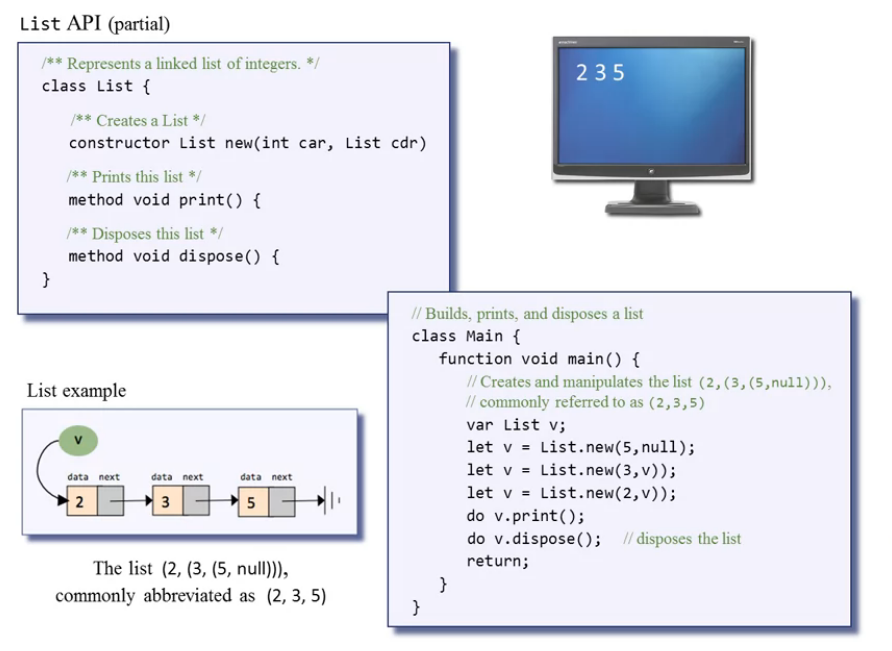 List API (partial)
/** Represents a linked list of integers. */
class List {
/** Creates a List */
constructor List new(int car, List cdr)
/** Prints this list */
method void print() {
/** Disposes this list */
method void dispose() {
}
2 3 5
// Builds, prints, and disposes a list
class Main {
function void main() {
// Creates and manipulates the list (2,(3,(5,null))),
// commonly referred to as (2,3,5)
var List v;
let v = List.new(5,null);
let v = List.new(3,v));
let v = List.new(2,v));
do v.print();
do v.dispose(); // disposes the list
return;
}
}
List example
v
data next data next data next
2 3 5
The list (2, (3, (5, null))),
commonly abbreviated as (2, 3, 5)